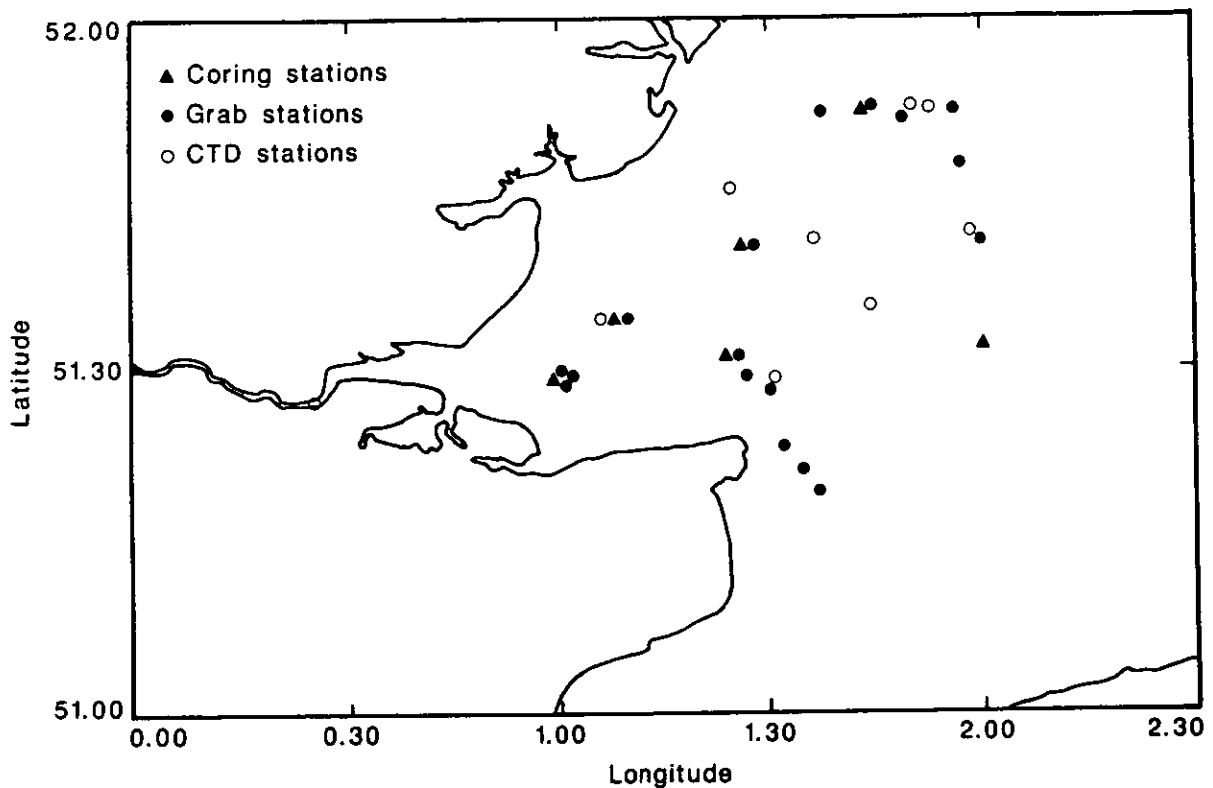 52.00
▲ Coring stations
● Grab stations
○ CTD stations
Latitude
51.30
51.00
0.00 0.30 1.00 1.30 2.00 2.30
Longitude